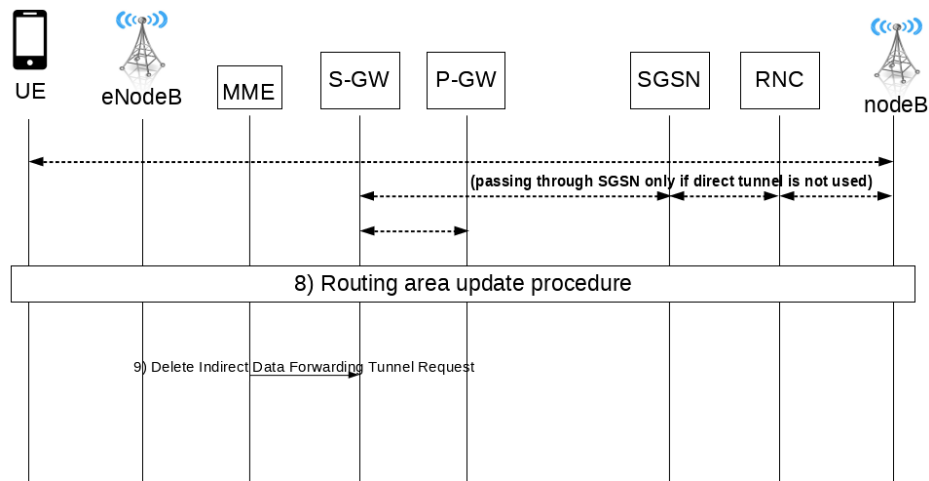 UE
eNodeB
MME
S-GW
P-GW
SGSN
RNC
nodeB
(passing through SGSN only if direct tunnel is not used)
8) Routing area update procedure
9) Delete Indirect Data Forwarding Tunnel Request